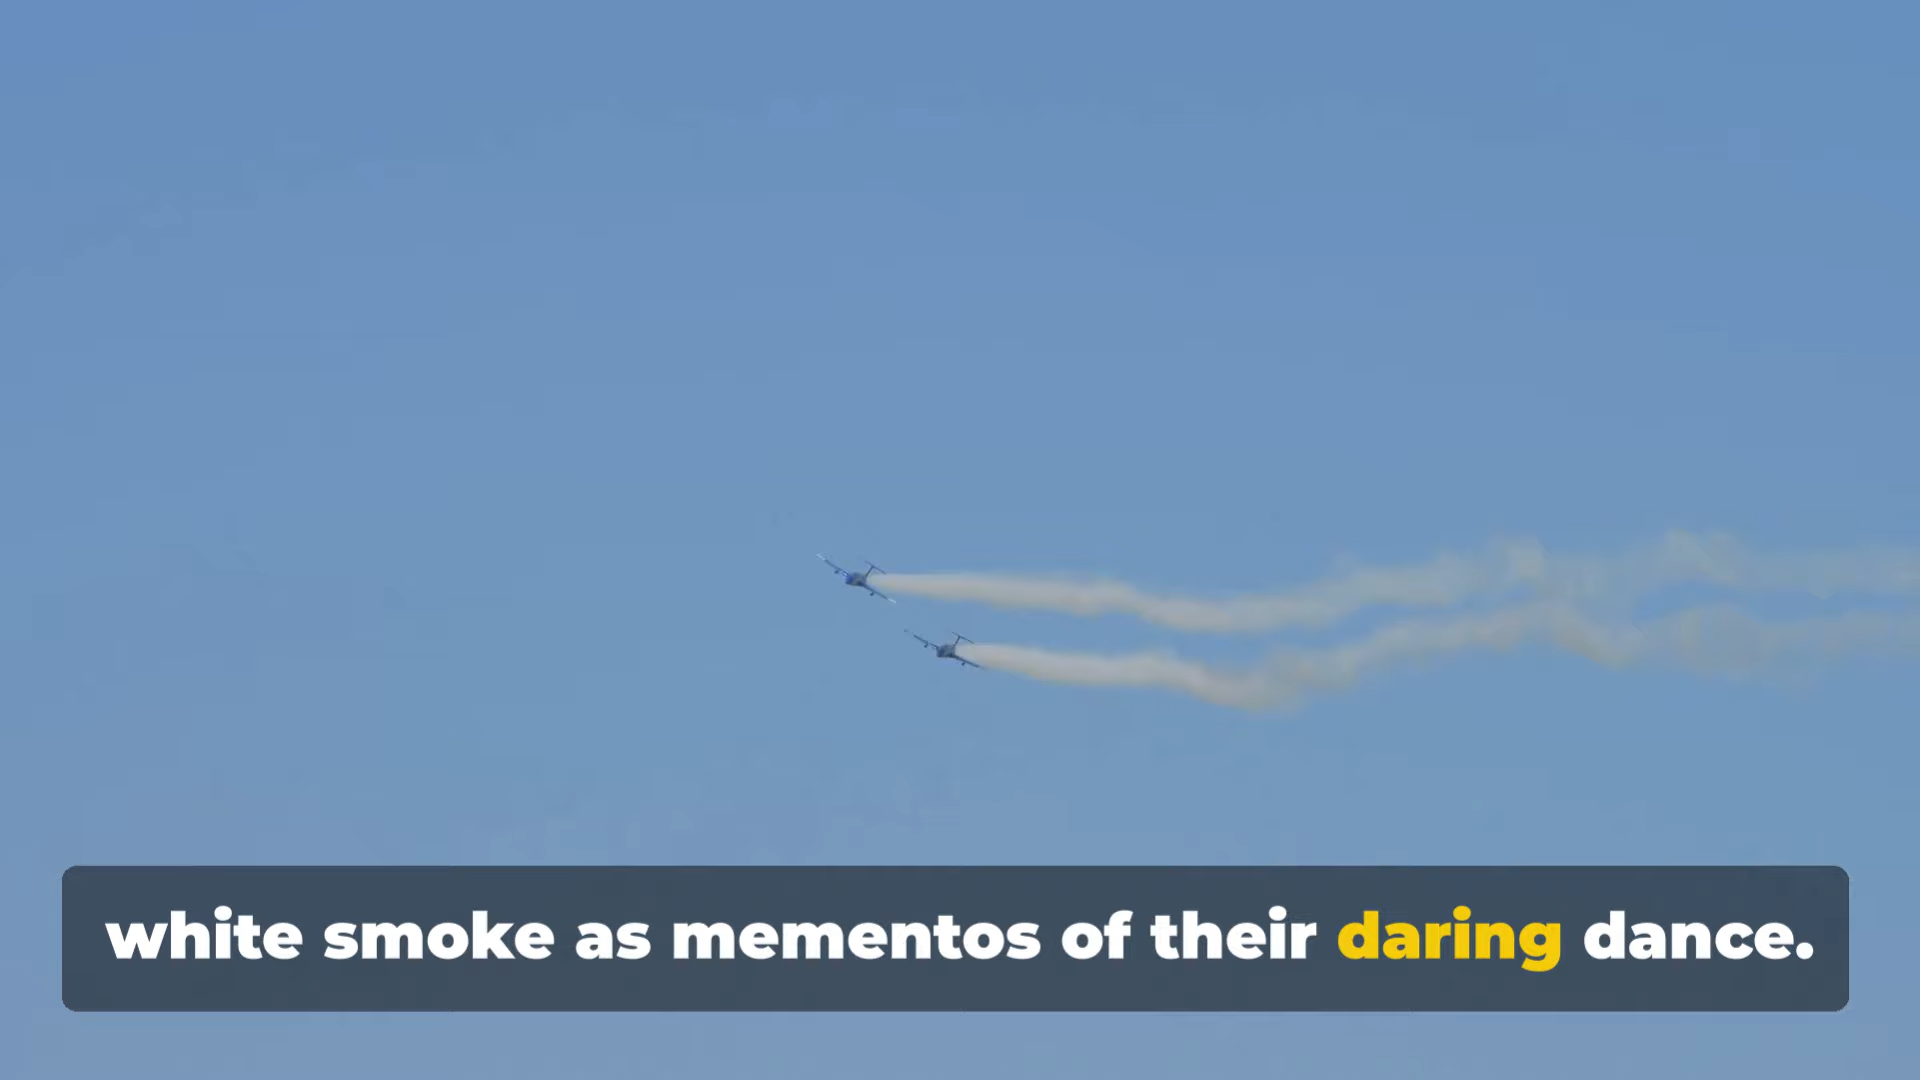 white smoke as mementos of their daring dance.